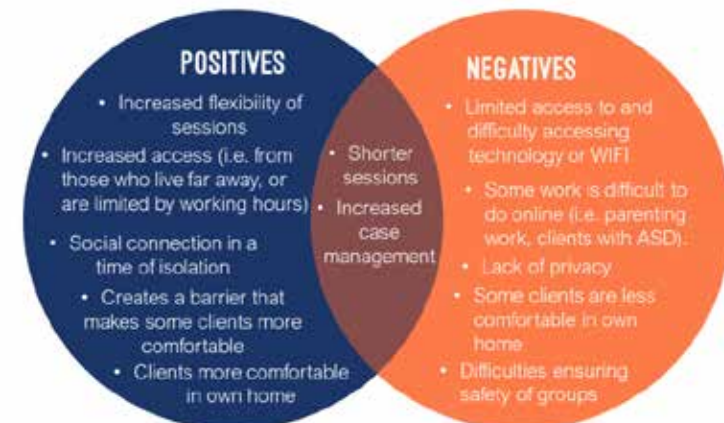 POSITIVES
• Increased flexibility of
sessions
• Increased access (i.e. from
those who live far away, or
are limited by working hours)
• Social connection in a
time of isolation
• Creates a barrier that
makes some clients more
comfortable
• Clients more comfortable
in own home
• Shorter
sessions
• Increased
case
management
NEGATIVES
• Limited access to and
difficulty accessing
technology or WIFI
• Some work is difficult to
do online (i.e. parenting
work, clients with ASD).
• Lack of privacy
• Some clients are less
comfortable in own
home
• Difficulties ensuring
safety of groups